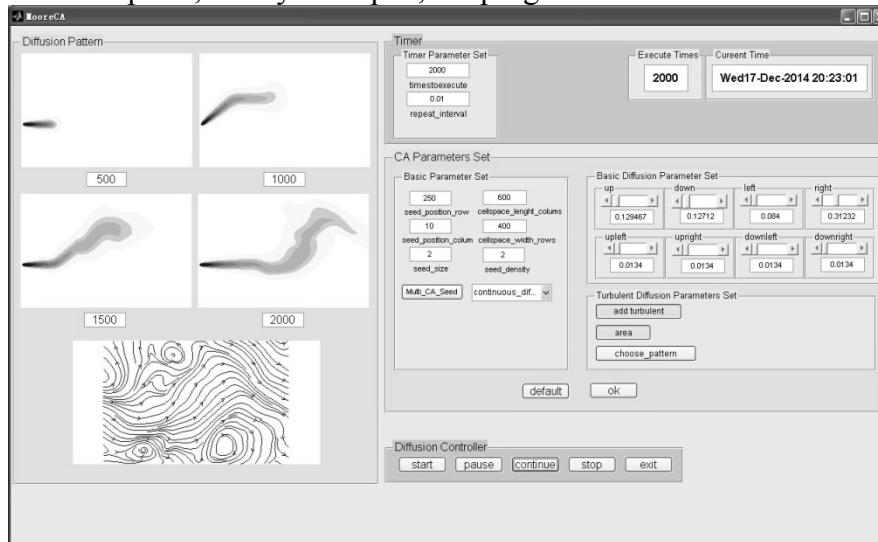 MooreCA
Diffusion Pattern
500
1000
1500
2000
Timer
Timer Parameter Set
2000
timestoexecute
0.01
repeat_interval
Execute Times
2000
Cureent Time
Wed17-Dec-2014 20:23:01
CA Parameters Set
Basic Parameter Set
250 600
seed_position_row cellspace_lenght_colums
10 400
seed_position_colum cellspace_width_rows
2 2
seed_size seed_density
Multi_CA_Seed continuous_dif...
Basic Diffusion Parameter Set
up down left right
0.129467 0.12712 0.084 0.31232
upleft upright downleft downright
0.0134 0.0134 0.0134 0.0134
Turbulent Diffusion Parameters Set
add turbulent
area
choose_pattern
default ok
Diffusion Controller
start pause continue stop exit